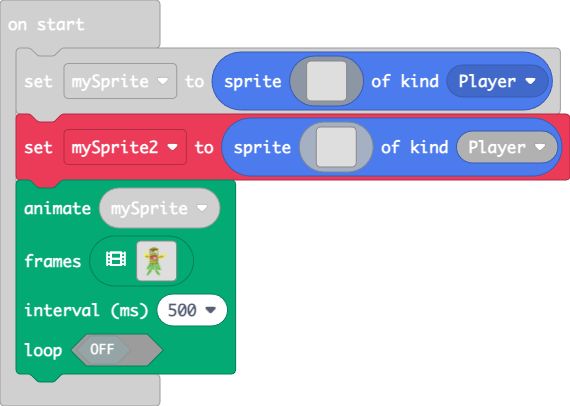 on start
set mySprite to sprite of kind Player
set mySprite2 to sprite of kind Player
animate mySprite
frames
interval (ms) 500
loop OFF